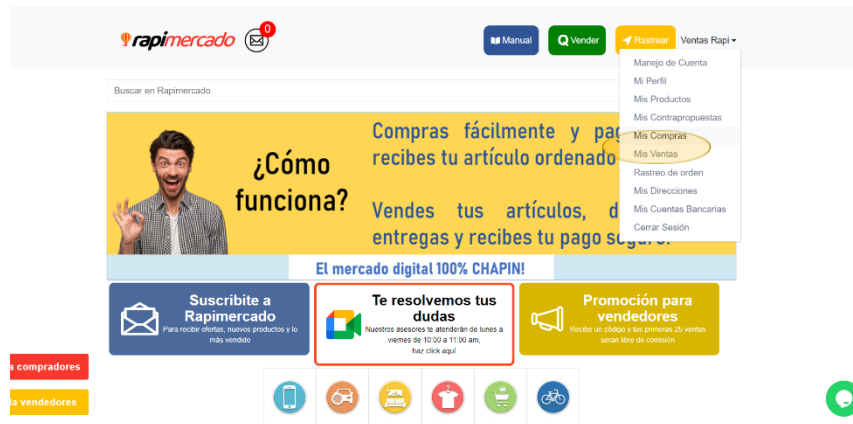 rapimercado
0
Manual
Vender
Rastrear
Ventas Rapi
Manejo de Cuenta
Mi Perfil
Mis Productos
Mis Contrapropuestas
Mis Compras
Mis Ventas
Rastreo de orden
Mis Direcciones
Mis Cuentas Bancarias
Cerrar Sesión
Buscar en Rapimercado
¿Cómo
funciona?
Compras fácilmente y
recibes tu artículo ordenado
Vendes tus artículos,
entregas y recibes tu pago
El mercado digital 100% CHAPIN!
Suscribite a
Rapimercado
Para recibir ofertas, nuevos productos y lo
más vendido
Te resolvemos tus
dudas
Nuestros asesores te atenderán de lunes a
viernes de 10:00 a 11:00 am,
haz click aquí
Promoción para
vendedores
Recibe un código y tus primeras 25 ventas
seran libre de comisión
a compradores
a vendedores